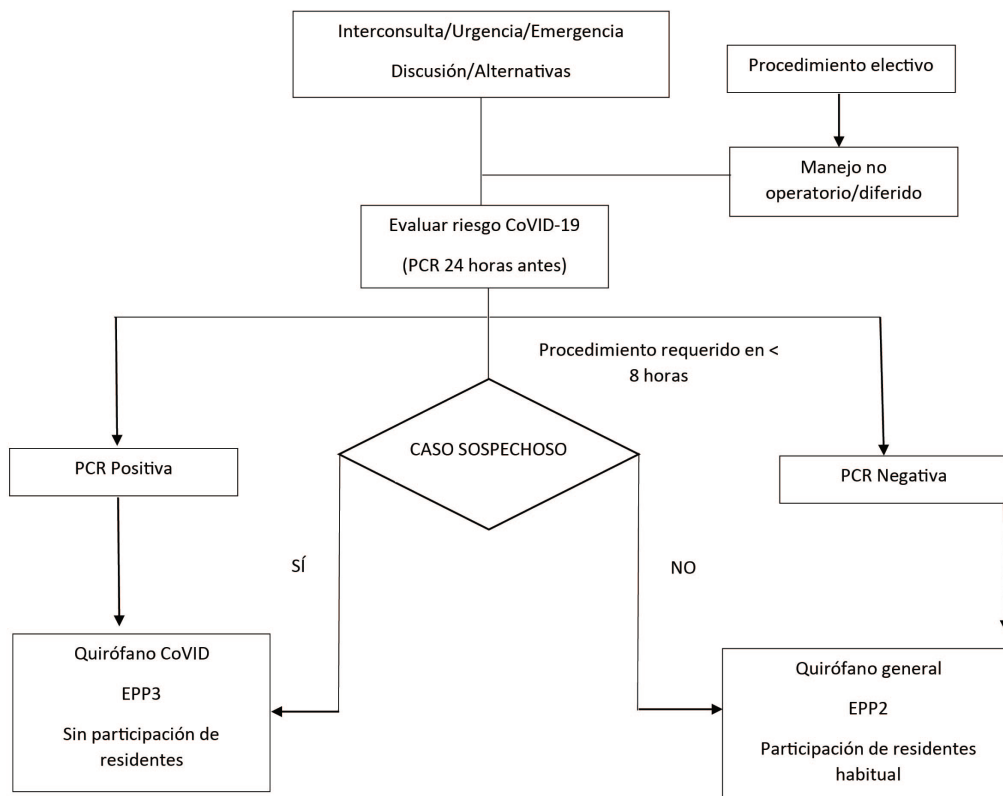 Interconsulta/Urgencia/Emergencia
Discusión/Alternativas
Procedimiento electivo
Manejo no
operatorio/diferido
Evaluar riesgo CoVID-19
(PCR 24 horas antes)
Procedimiento requerido en <
8 horas
CASO SOSPECHOSO
PCR Positiva
PCR Negativa
SÍ
NO
Quirófano CoVID
EPP3
Sin participación de
residentes
Quirófano general
EPP2
Participación de residentes
habitual